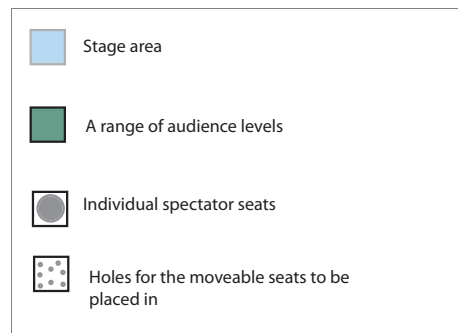 Stage area
A range of audience levels
Individual spectator seats
Holes for the moveable seats to be
placed in